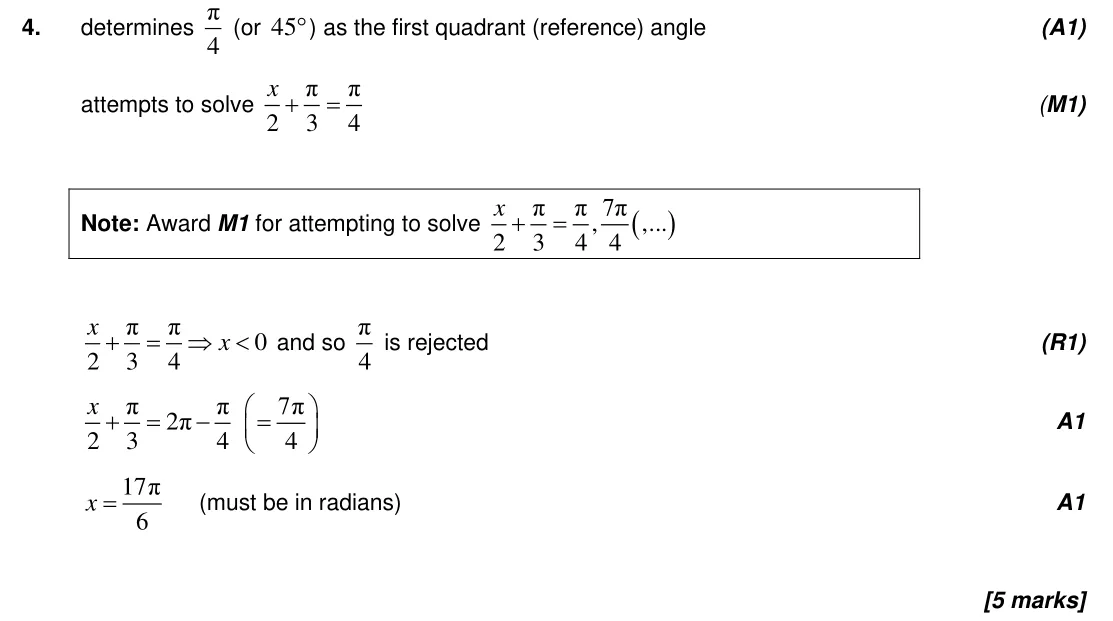 4. determines π/4 (or 45°) as the first quadrant (reference) angle (A1)
attempts to solve x/2 + π/3 = π/4 (M1)
Note: Award M1 for attempting to solve x/2 + π/3 = π/4, 7π/4 (,...)
x/2 + π/3 = π/4 ⇒ x < 0 and so π/4 is rejected (R1)
x/2 + π/3 = 2π − π/4 (= 7π/4) A1
x = 17π/6 (must be in radians) A1
[5 marks]